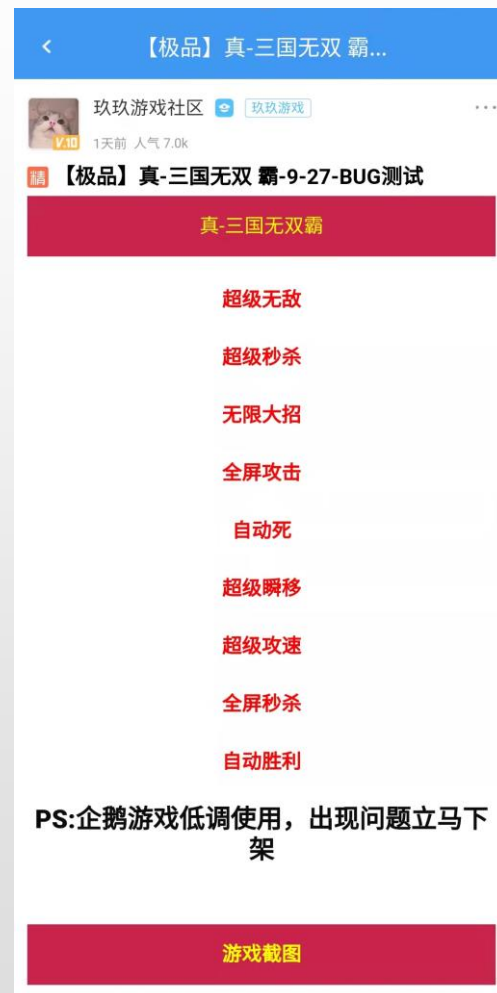 【极品】真-三国无双 霸...
玖玖游戏社区 玖玖游戏
V.10
1天前 人气 7.0k
精 【极品】真-三国无双 霸-9-27-BUG测试
真-三国无双霸
超级无敌
超级秒杀
无限大招
全屏攻击
自动死
超级瞬移
超级攻速
全屏秒杀
自动胜利
PS:企鹅游戏低调使用，出现问题立马下
架
游戏截图